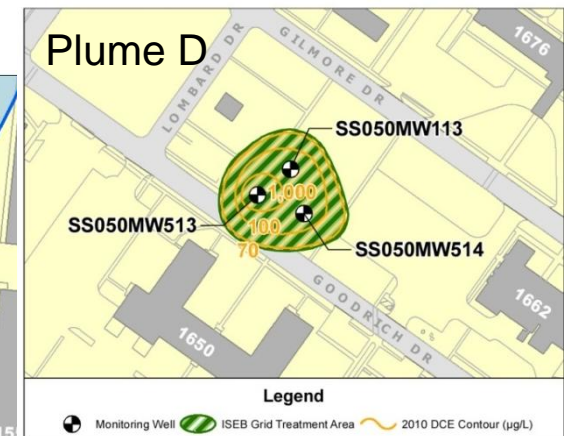 Plume D
LOMBARD DR
GILMORE DR
1676
SS050MW113
1,000
SS050MW513
100
SS050MW514
70
GOODRICH DR
1650
1662
Legend
Monitoring Well ISEB Grid Treatment Area 2010 DCE Contour (µg/L)